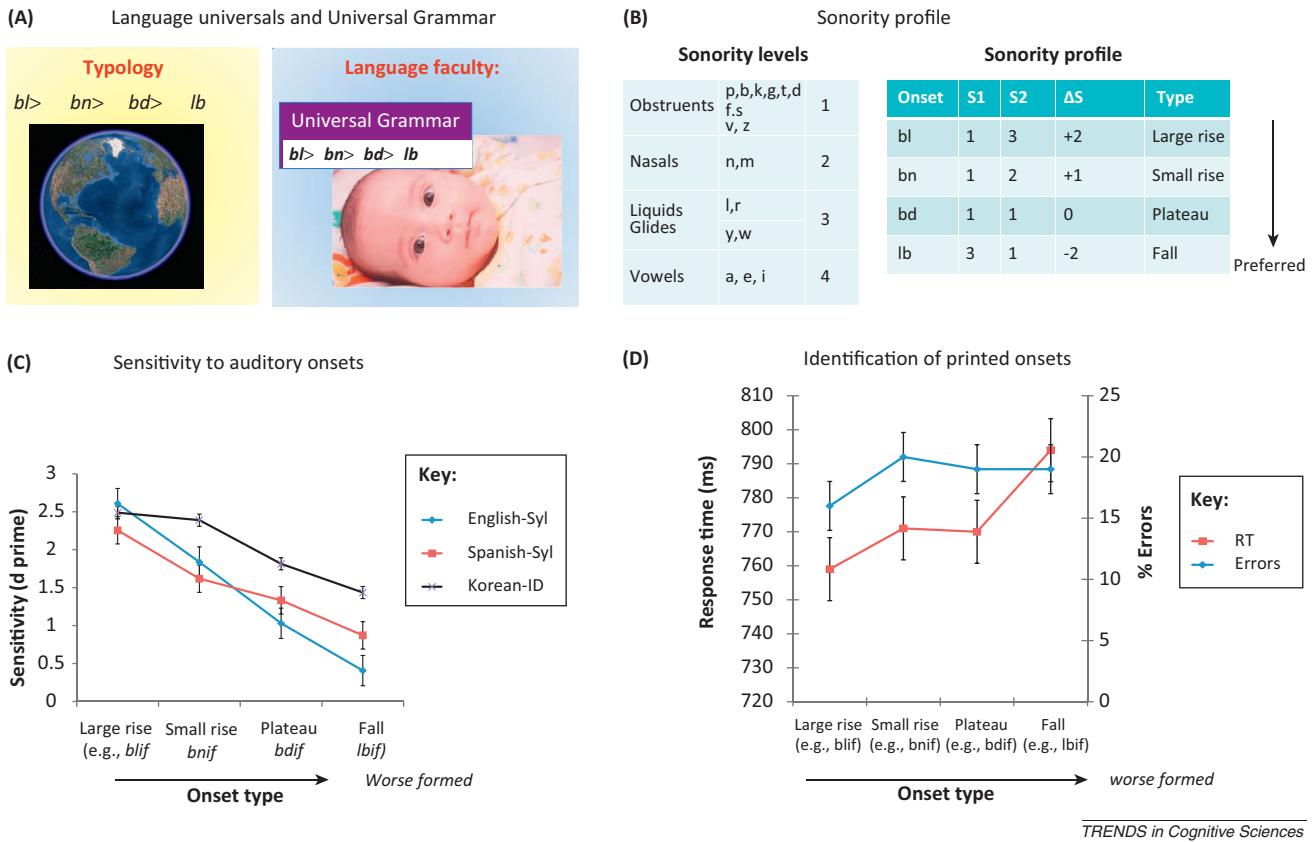 (A) Language universals and Universal Grammar
Typology
bl> bn> bd> lb
Language faculty:
Universal Grammar
bl> bn> bd> lb
(B) Sonority profile
Sonority levels
Obstruents p,b,k,g,t,d f.s v, z 1
Nasals n,m 2
Liquids Glides l,r y,w 3
Vowels a, e, i 4
Sonority profile
Onset S1 S2 ΔS Type
bl 1 3 +2 Large rise
bn 1 2 +1 Small rise
bd 1 1 0 Plateau
lb 3 1 -2 Fall
Preferred
(C) Sensitivity to auditory onsets
Sensitivity (d prime)
3
2.5
2
1.5
1
0.5
0
Large rise (e.g., blif
Small rise bnif
Plateau bdif
Fall lbif)
Onset type
Worse formed
Key:
English-Syl
Spanish-Syl
Korean-ID
(D) Identification of printed onsets
Response time (ms)
810
800
790
780
770
760
750
740
730
720
25
20
15
10
5
0
% Errors
Large rise (e.g., blif)
Small rise (e.g., bnif)
Plateau (e.g., bdif)
Fall (e.g., lbif)
Onset type
worse formed
Key:
RT
Errors
TRENDS in Cognitive Sciences